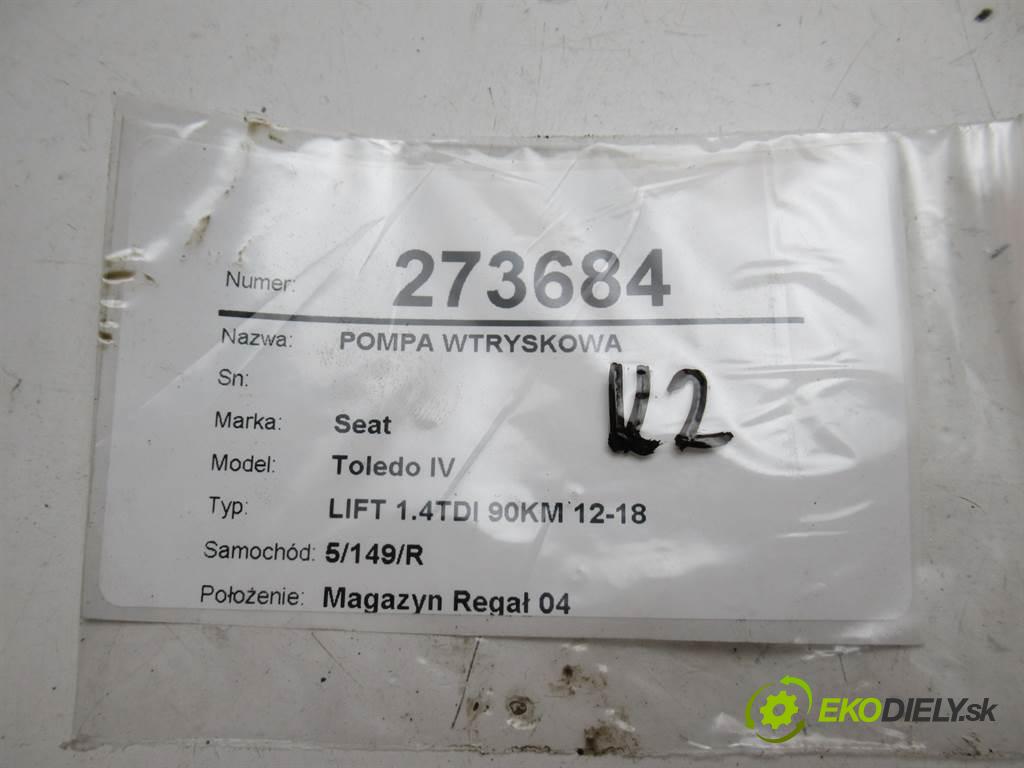 Numer: 273684
Nazwa: POMPA WTRYSKOWA
Sn:
Marka: Seat
Model: Toledo IV
Typ: LIFT 1.4TDI 90KM 12-18
Samochód: 5/149/R
Położenie: Magazyn Regał 04
EKODIELY.sk